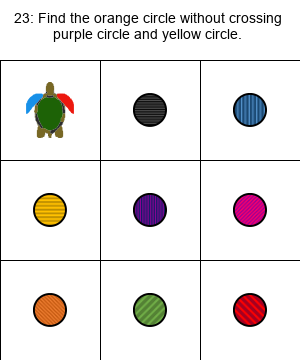 23: Find the orange circle without crossing
purple circle and yellow circle.